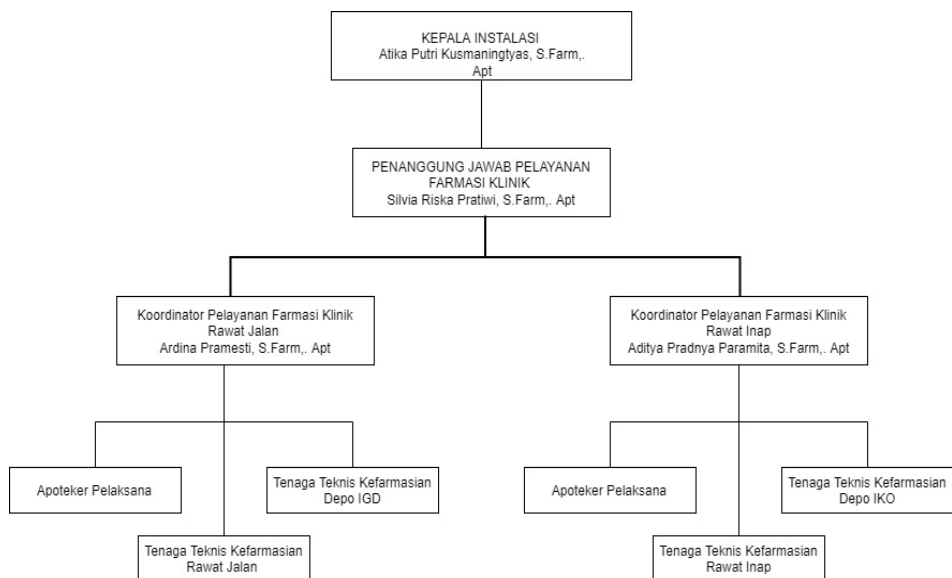 KEPALA INSTALASI
Atika Putri Kusmaningtyas, S.Farm,.
Apt
PENANGGUNG JAWAB PELAYANAN
FARMASI KLINIK
Silvia Riska Pratiwi, S.Farm,. Apt
Koordinator Pelayanan Farmasi Klinik
Rawat Jalan
Ardina Pramesti, S.Farm,. Apt
Koordinator Pelayanan Farmasi Klinik
Rawat Inap
Aditya Pradnya Paramita, S.Farm,. Apt
Apoteker Pelaksana
Tenaga Teknis Kefarmasian
Depo IGD
Apoteker Pelaksana
Tenaga Teknis Kefarmasian
Depo IKO
Tenaga Teknis Kefarmasian
Rawat Jalan
Tenaga Teknis Kefarmasian
Rawat Inap